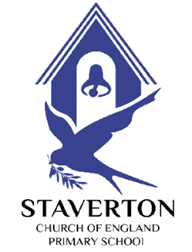 STAVERTON
CHURCH OF ENGLAND
PRIMARY SCHOOL